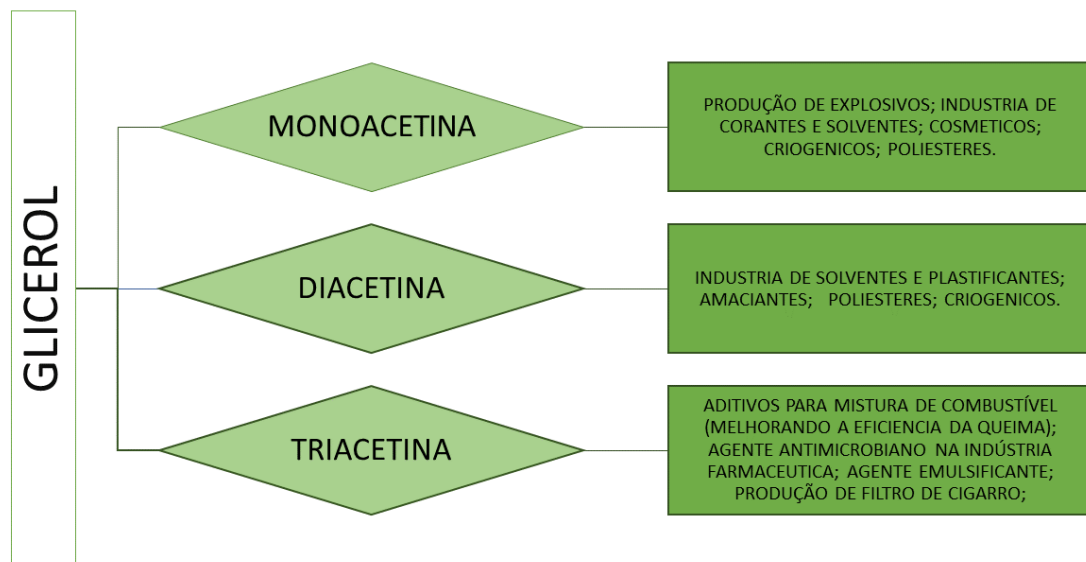 GLICEROL
MONOACETINA
PRODUÇÃO DE EXPLOSIVOS; INDUSTRIA DE
CORANTES E SOLVENTES; COSMETICOS;
CRIOGENICOS; POLIESTERES.
DIACETINA
INDUSTRIA DE SOLVENTES E PLASTIFICANTES;
AMACIANTES; POLIESTERES; CRIOGENICOS.
TRIACETINA
ADITIVOS PARA MISTURA DE COMBUSTÍVEL
(MELHORANDO A EFICIENCIA DA QUEIMA);
AGENTE ANTIMICROBIANO NA INDÚSTRIA
FARMACEUTICA; AGENTE EMULSIFICANTE;
PRODUÇÃO DE FILTRO DE CIGARRO;